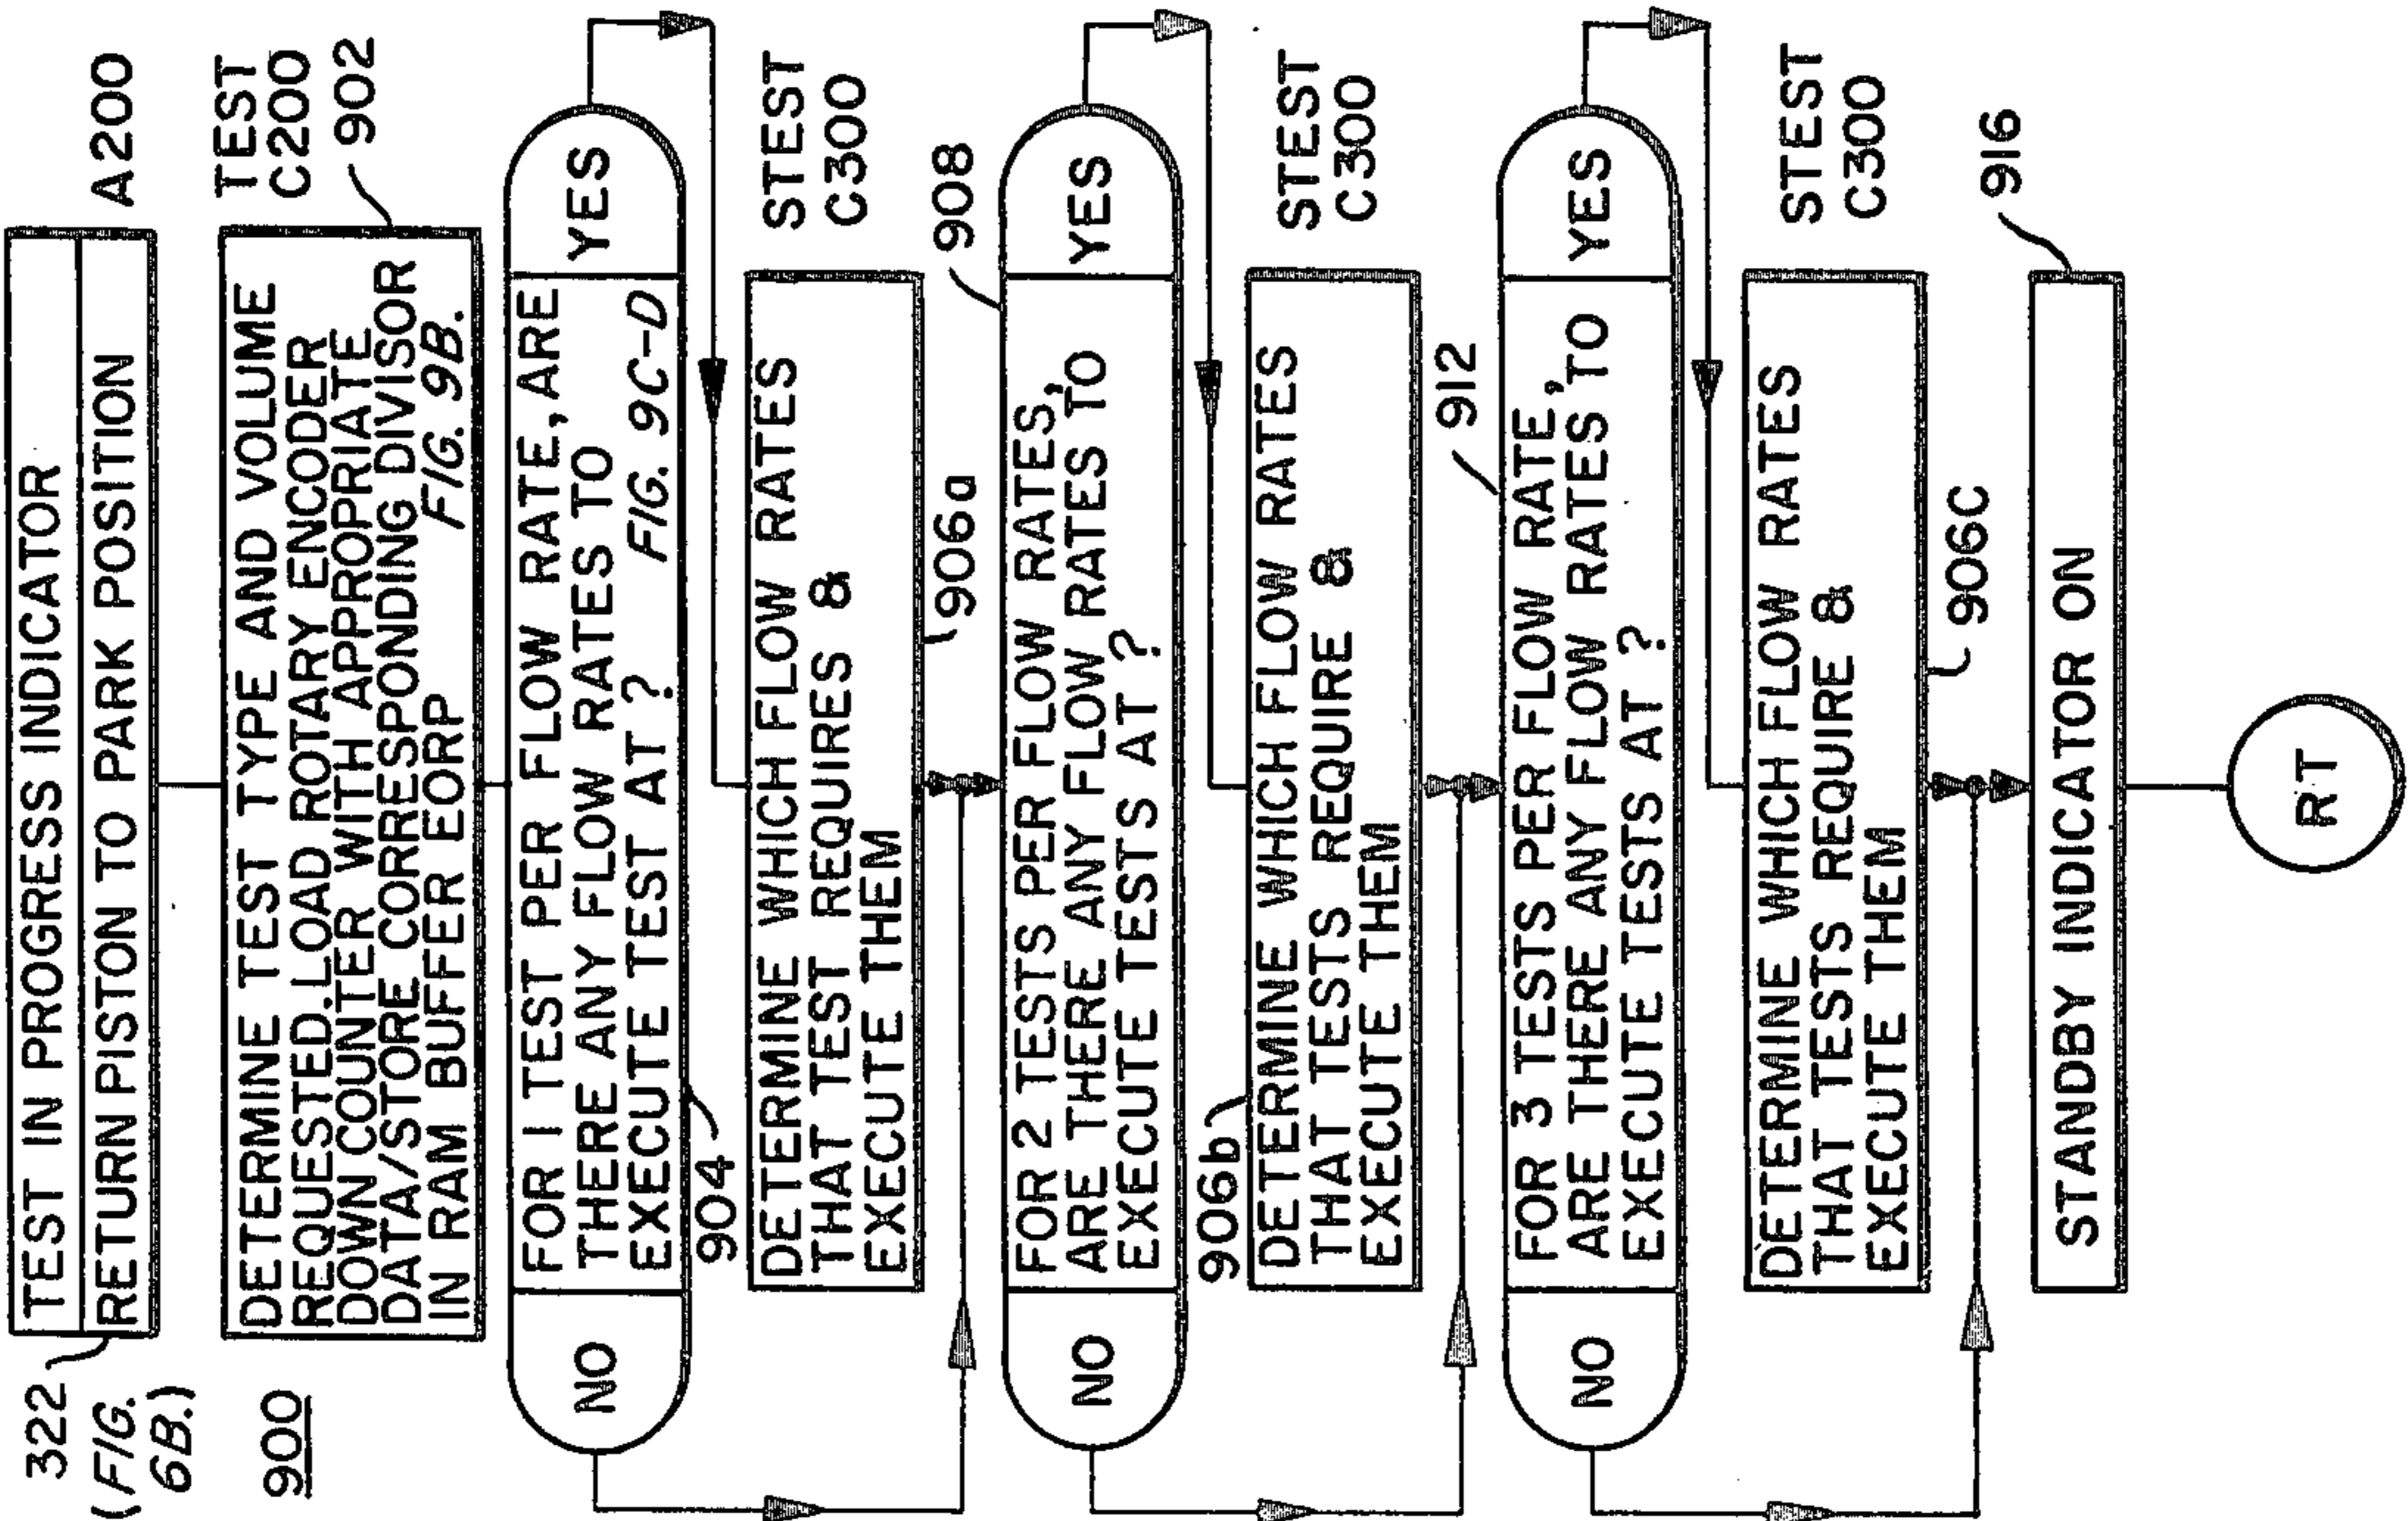 322
(FIG.
6B.)
900
TEST IN PROGRESS INDICATOR
RETURN PISTON TO PARK POSITION
A200
TEST
C200
902
DETERMINE TEST TYPE AND VOLUME
REQUESTED. LOAD ROTARY ENCODER
DOWN COUNTER WITH APPROPRIATE
DATA/STORE CORRESPONDING DIVISOR
IN RAM BUFFER EORP FIG. 9B.
NO
FOR 1 TEST PER FLOW RATE, ARE
THERE ANY FLOW RATES TO
EXECUTE TEST AT ? FIG. 9C-D
YES
904
STEST
C300
DETERMINE WHICH FLOW RATES
THAT TEST REQUIRES &
EXECUTE THEM
906a
908
NO
FOR 2 TESTS PER FLOW RATES,
ARE THERE ANY FLOW RATES TO
EXECUTE TESTS AT ?
YES
906b
STEST
C300
DETERMINE WHICH FLOW RATES
THAT TESTS REQUIRE &
EXECUTE THEM
912
NO
FOR 3 TESTS PER FLOW RATE,
ARE THERE ANY FLOW RATES TO
EXECUTE TESTS AT ?
YES
STEST
C300
DETERMINE WHICH FLOW RATES
THAT TESTS REQUIRE &
EXECUTE THEM
906C
916
STANDBY INDICATOR ON
RT